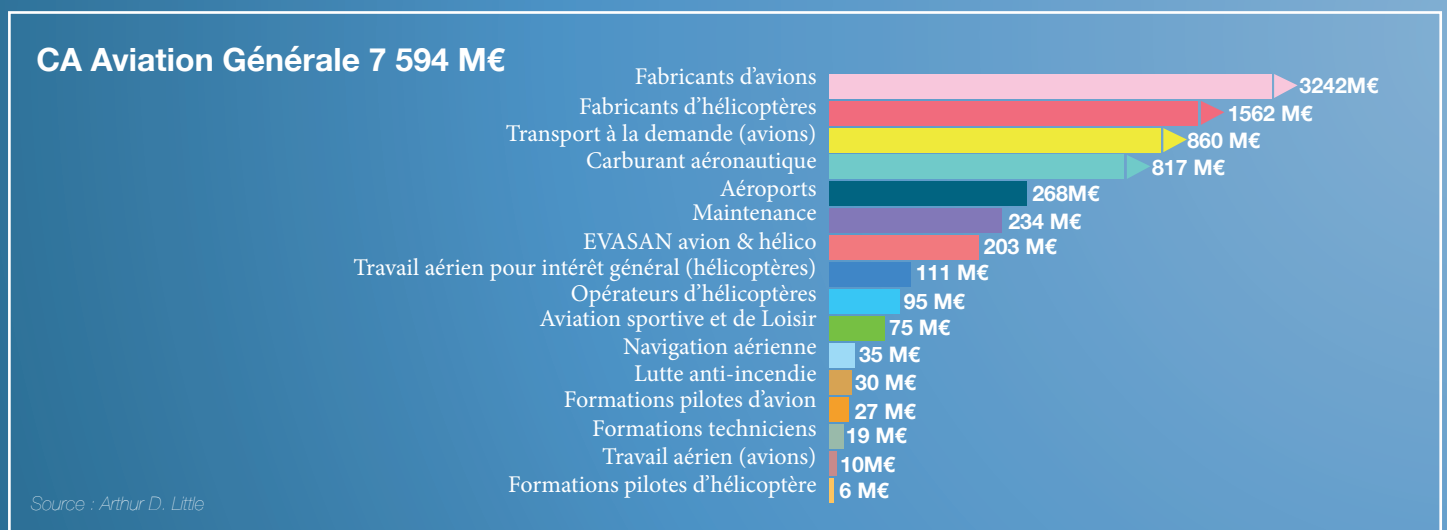 CA Aviation Générale 7 594 M€
Fabricants d’avions 3242M€
Fabricants d’hélicoptères 1562 M€
Transport à la demande (avions) 860 M€
Carburant aéronautique 817 M€
Aéroports 268M€
Maintenance 234 M€
EVASAN avion & hélico 203 M€
Travail aérien pour intérêt général (hélicoptères) 111 M€
Opérateurs d’hélicoptères 95 M€
Aviation sportive et de Loisir 75 M€
Navigation aérienne 35 M€
Lutte anti-incendie 30 M€
Formations pilotes d’avion 27 M€
Formations techniciens 19 M€
Travail aérien (avions) 10M€
Formations pilotes d’hélicoptère 6 M€
Source : Arthur D. Little